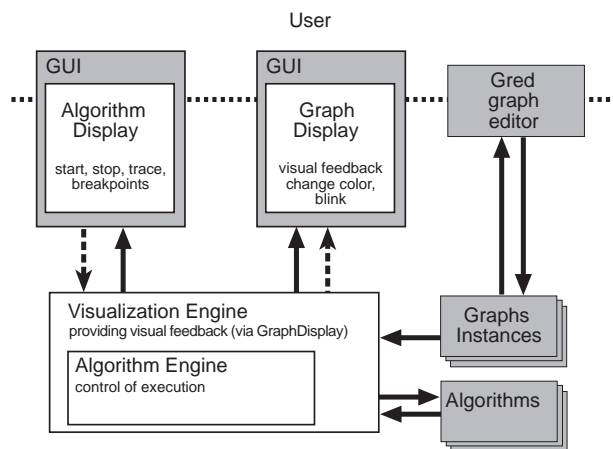 User
GUI
Algorithm
Display
start, stop, trace,
breakpoints
GUI
Graph
Display
visual feedback
change color,
blink
Gred
graph
editor
Visualization Engine
providing visual feedback (via GraphDisplay)
Algorithm Engine
control of execution
Graphs
Instances
Algorithms